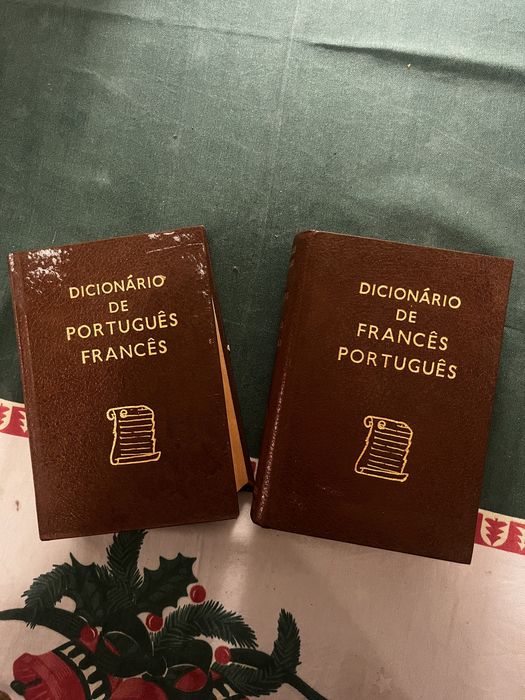 DICIONÁRIO
DE
PORTUGUÊS
FRANCÊS
DICIONÁRIO
DE
FRANCÊS
PORTUGUÊS